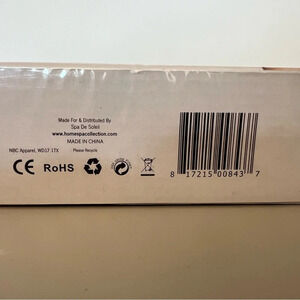 Made For & Distributed By
Spa De Soleil
www.homespacollection.com
MADE IN CHINA
NBC Apparel, WD17 1TX Please Recycle
CE RoHS
8 17215 00843 7